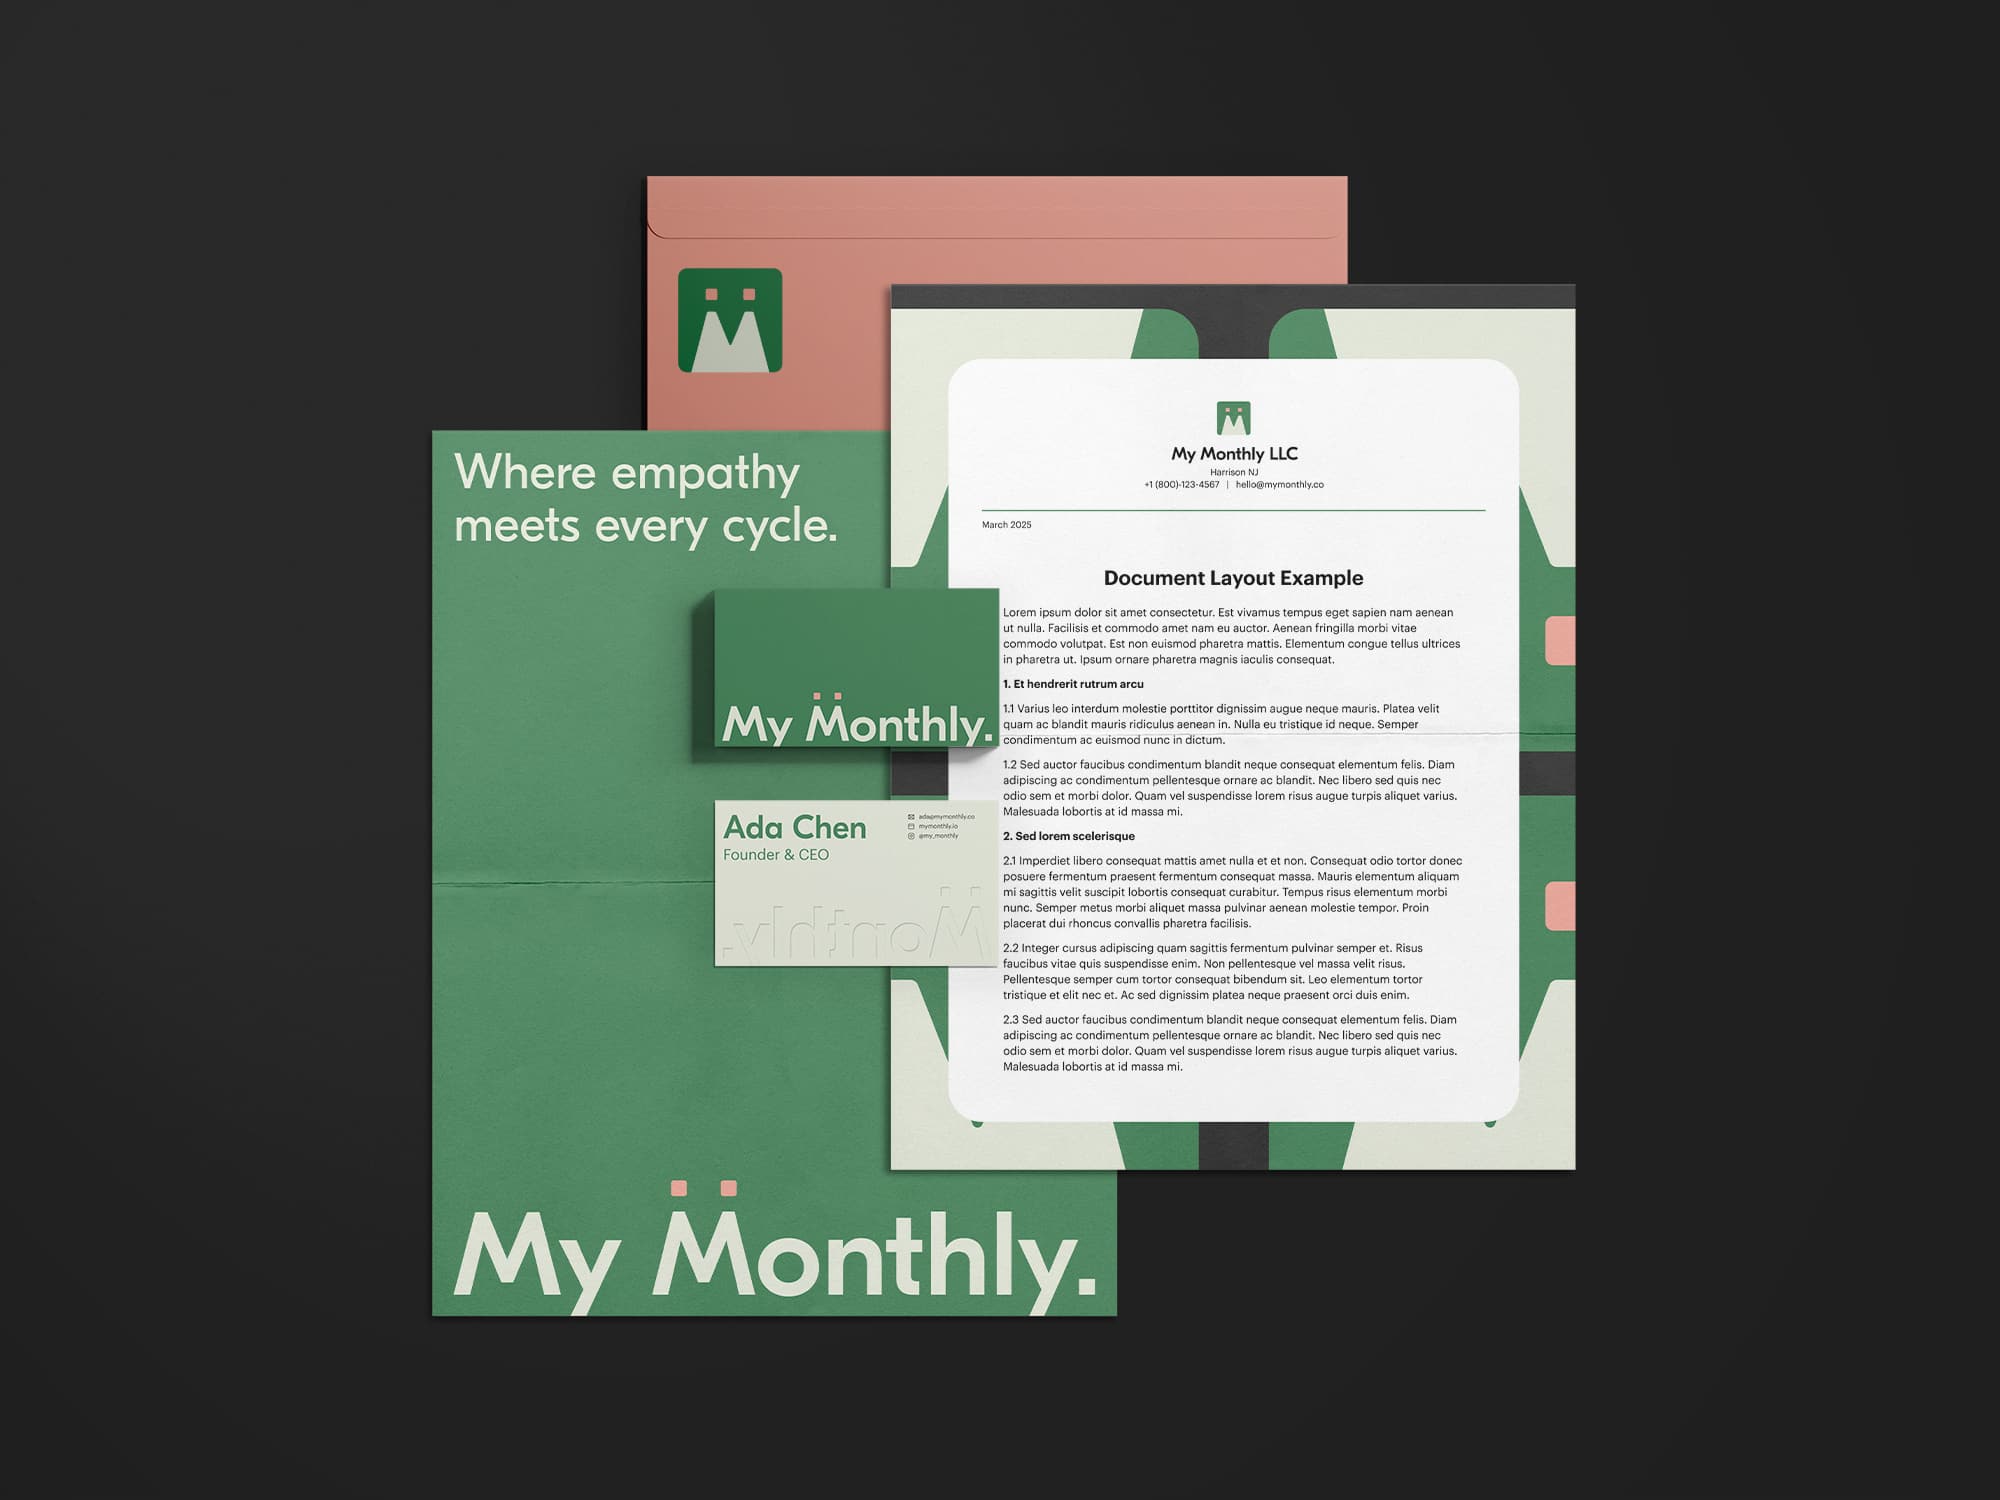 Where empathy
meets every cycle.
My M̈onthly.
My M̈onthly.
Ada Chen
Founder & CEO
ada@mymonthly.co
mymonthly.io
@my_monthly
M̈onthly.
My Monthly LLC
Harrison NJ
+1 (800)-123-4567 | hello@mymonthly.co
March 2025
Document Layout Example
Lorem ipsum dolor sit amet consectetur. Est vivamus tempus eget sapien nam aenean
ut nulla. Facilisis et commodo amet nam eu auctor. Aenean fringilla morbi vitae
commodo volutpat. Est non euismod pharetra mattis. Elementum congue tellus ultrices
in pharetra ut. Ipsum ornare pharetra magnis iaculis consequat.
1. Et hendrerit rutrum arcu
1.1 Varius leo interdum molestie porttitor dignissim augue neque mauris. Platea velit
quam ac blandit mauris ridiculus aenean in. Nulla eu tristique id neque. Semper
condimentum ac euismod nunc in dictum.
1.2 Sed auctor faucibus condimentum blandit neque consequat elementum felis. Diam
adipiscing ac condimentum pellentesque ornare ac blandit. Nec libero sed quis nec
odio sem et morbi dolor. Quam vel suspendisse lorem risus augue turpis aliquet varius.
Malesuada lobortis at id massa mi.
2. Sed lorem scelerisque
2.1 Imperdiet libero consequat mattis amet nulla et et non. Consequat odio tortor donec
posuere fermentum praesent fermentum consequat massa. Mauris elementum aliquam
mi sagittis velit suscipit lobortis consequat curabitur. Tempus risus elementum morbi
nunc. Semper metus morbi aliquet massa pulvinar aenean molestie tempor. Proin
placerat dui rhoncus convallis pharetra facilisis.
2.2 Integer cursus adipiscing quam sagittis fermentum pulvinar semper et. Risus
faucibus vitae quis suspendisse enim. Non pellentesque vel massa velit risus.
Pellentesque semper cum tortor consequat bibendum sit. Leo elementum tortor
tristique et elit nec et. Ac sed dignissim platea neque praesent orci duis enim.
2.3 Sed auctor faucibus condimentum blandit neque consequat elementum felis. Diam
adipiscing ac condimentum pellentesque ornare ac blandit. Nec libero sed quis nec
odio sem et morbi dolor. Quam vel suspendisse lorem risus augue turpis aliquet varius.
Malesuada lobortis at id massa mi.